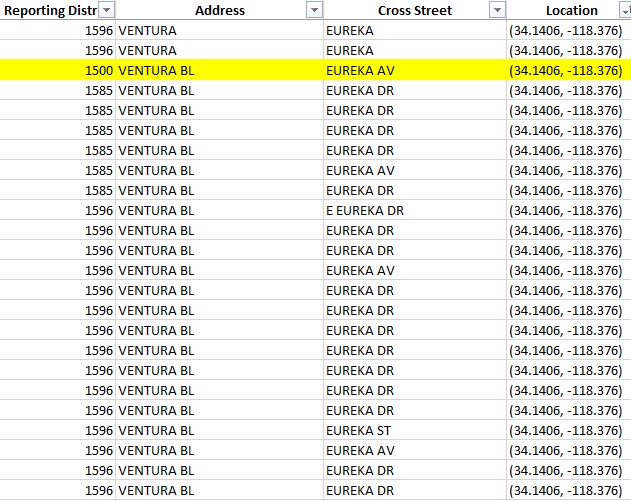 Reporting Distr Address Cross Street Location
1596 VENTURA EUREKA (34.1406, -118.376)
1596 VENTURA EUREKA (34.1406, -118.376)
1500 VENTURA BL EUREKA AV (34.1406, -118.376)
1585 VENTURA BL EUREKA DR (34.1406, -118.376)
1585 VENTURA BL EUREKA DR (34.1406, -118.376)
1585 VENTURA BL EUREKA DR (34.1406, -118.376)
1585 VENTURA BL EUREKA DR (34.1406, -118.376)
1585 VENTURA BL EUREKA AV (34.1406, -118.376)
1585 VENTURA BL EUREKA DR (34.1406, -118.376)
1596 VENTURA BL E EUREKA DR (34.1406, -118.376)
1596 VENTURA BL EUREKA DR (34.1406, -118.376)
1596 VENTURA BL EUREKA DR (34.1406, -118.376)
1596 VENTURA BL EUREKA AV (34.1406, -118.376)
1596 VENTURA BL EUREKA DR (34.1406, -118.376)
1596 VENTURA BL EUREKA DR (34.1406, -118.376)
1596 VENTURA BL EUREKA DR (34.1406, -118.376)
1596 VENTURA BL EUREKA DR (34.1406, -118.376)
1596 VENTURA BL EUREKA DR (34.1406, -118.376)
1596 VENTURA BL EUREKA DR (34.1406, -118.376)
1596 VENTURA BL EUREKA DR (34.1406, -118.376)
1596 VENTURA BL EUREKA ST (34.1406, -118.376)
1596 VENTURA BL EUREKA AV (34.1406, -118.376)
1596 VENTURA BL EUREKA DR (34.1406, -118.376)
1596 VENTURA BL EUREKA DR (34.1406, -118.376)